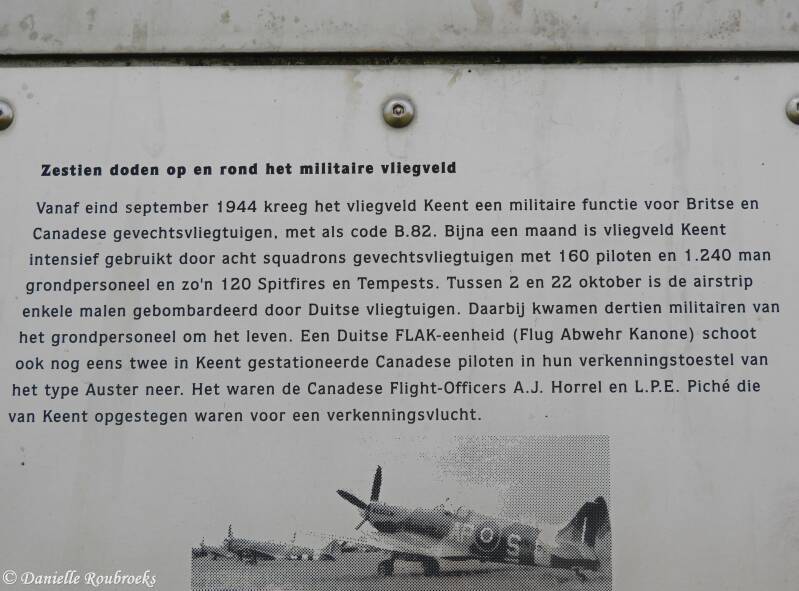 Zestien doden op en rond het militaire vliegveld
Vanaf eind september 1944 kreeg het vliegveld Keent een militaire functie voor Britse en
Canadese gevechtsvliegtuigen, met als code B.82. Bijna een maand is vliegveld Keent
intensief gebruikt door acht squadrons gevechtsvliegtuigen met 160 piloten en 1.240 man
grondpersoneel en zo'n 120 Spitfires en Tempests. Tussen 2 en 22 oktober is de airstrip
enkele malen gebombardeerd door Duitse vliegtuigen. Daarbij kwamen dertien militairen van
het grondpersoneel om het leven. Een Duitse FLAK-eenheid (Flug Abwehr Kanone) schoot
ook nog eens twee in Keent gestationeerde Canadese piloten in hun verkenningstoestel van
het type Auster neer. Het waren de Canadese Flight-Officers A.J. Horrel en L.P.E. Piché die
van Keent opgestegen waren voor een verkenningsvlucht.
S
© Danielle Roubroeks